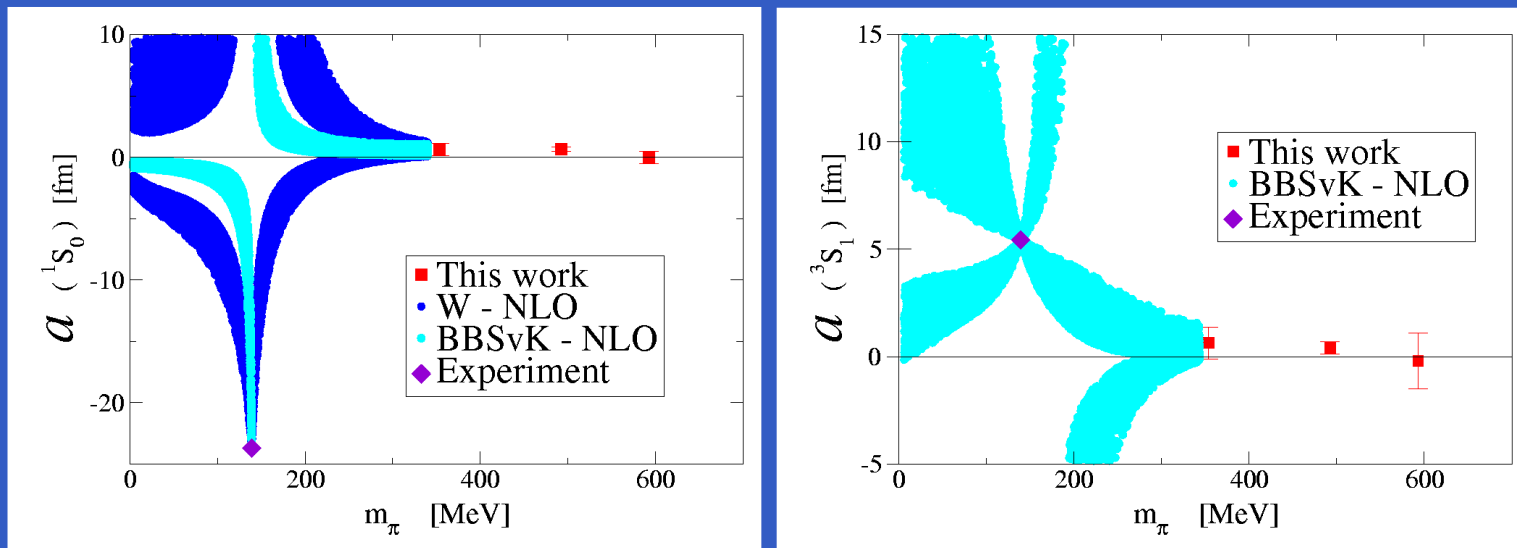 10
0
-10
-20
a ( ¹S₀ ) [fm]
This work
W - NLO
BBSvK - NLO
Experiment
0
200
400
600
m_π [MeV]
15
10
5
0
-5
a ( ³S₁ ) [fm]
This work
BBSvK - NLO
Experiment
0
200
400
600
m_π [MeV]